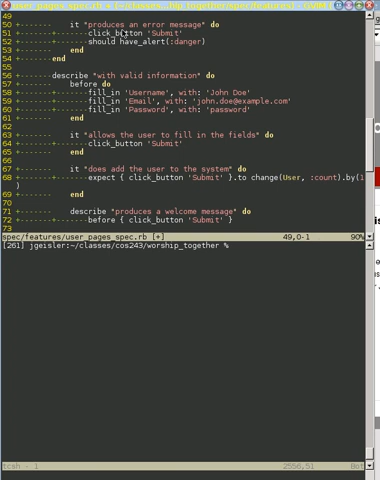 user_pages_spec.rb + (~/classes/
49
50 +------- it "produces an error message" do
51 +-------+-------click_button 'Submit'
52 +-------+-------should have_alert(:danger)
53 +------- end
54 +-------end
55
56 +-------describe "with valid information" do
57 +------- before do
58 +-------+-------fill_in 'Username', with: 'John Doe'
59 +-------+-------fill_in 'Email', with: 'john.doe@example.com'
60 +-------+-------fill_in 'Password', with: 'password'
61 +------- end
62
63 +------- it "allows the user to fill in the fields" do
64 +-------+-------click_button 'Submit'
65 +------- end
66
67 +------- it "does add the user to the system" do
68 +-------+-------expect { click_button 'Submit' }.to change(User, :count).by(1
)
69 +------- end
70
71 +------- describe "produces a welcome message" do
72 +-------+-------before { click_button 'Submit' }
73
spec/features/user_pages_spec.rb [+] 49,0-1 90%
[261] jgeisler:~/classes/cos243/worship_together %
tcsh - 1 2556,51 Bot